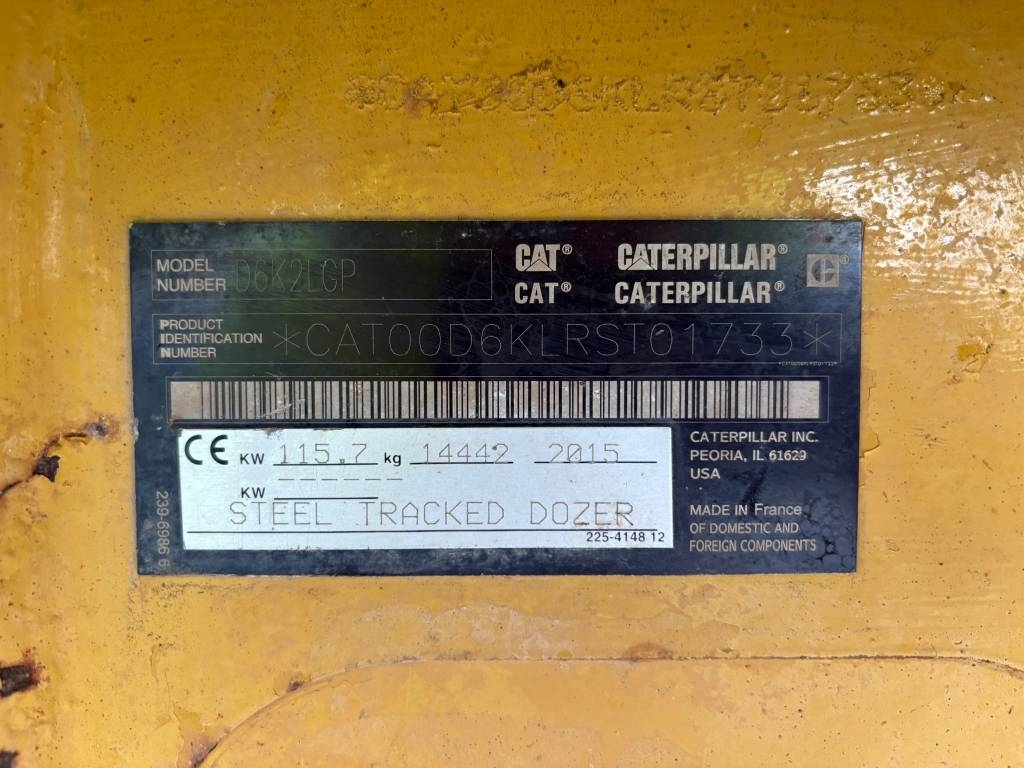 MODEL NUMBER D6K2LGP
CAT® CATERPILLAR® C®
CAT® CATERPILLAR®
PRODUCT IDENTIFICATION NUMBER *CAT00D6KLRST01733*
CE KW 115.7 kg 14442 2015
KW ------
STEEL TRACKED DOZER
225-4148 12
239-6986 6
CATERPILLAR INC.
PEORIA, IL 61629
USA
MADE IN France
OF DOMESTIC AND
FOREIGN COMPONENTS